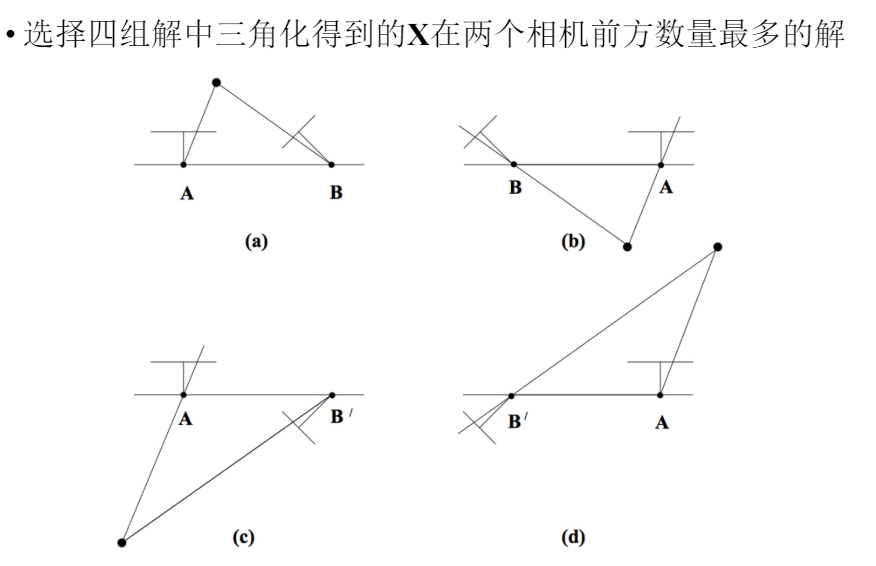 • 选择四组解中三角化得到的X在两个相机前方数量最多的解
A B
B A
(a) (b)
A B /
B / A
(c) (d)